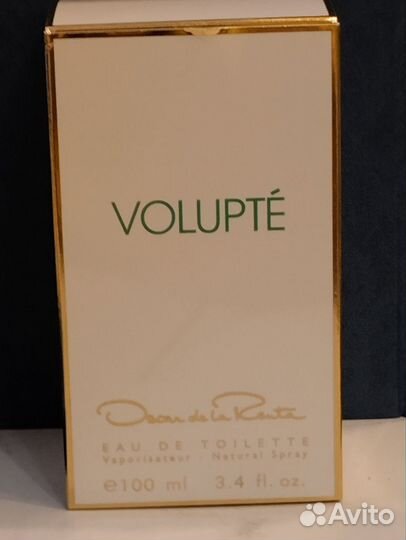 VOLUPTÉ
Oscar de la Renta
EAU DE TOILETTE
Vaporisateur - Natural Spray
℮100 ml 3.4 fl. oz.
Avito